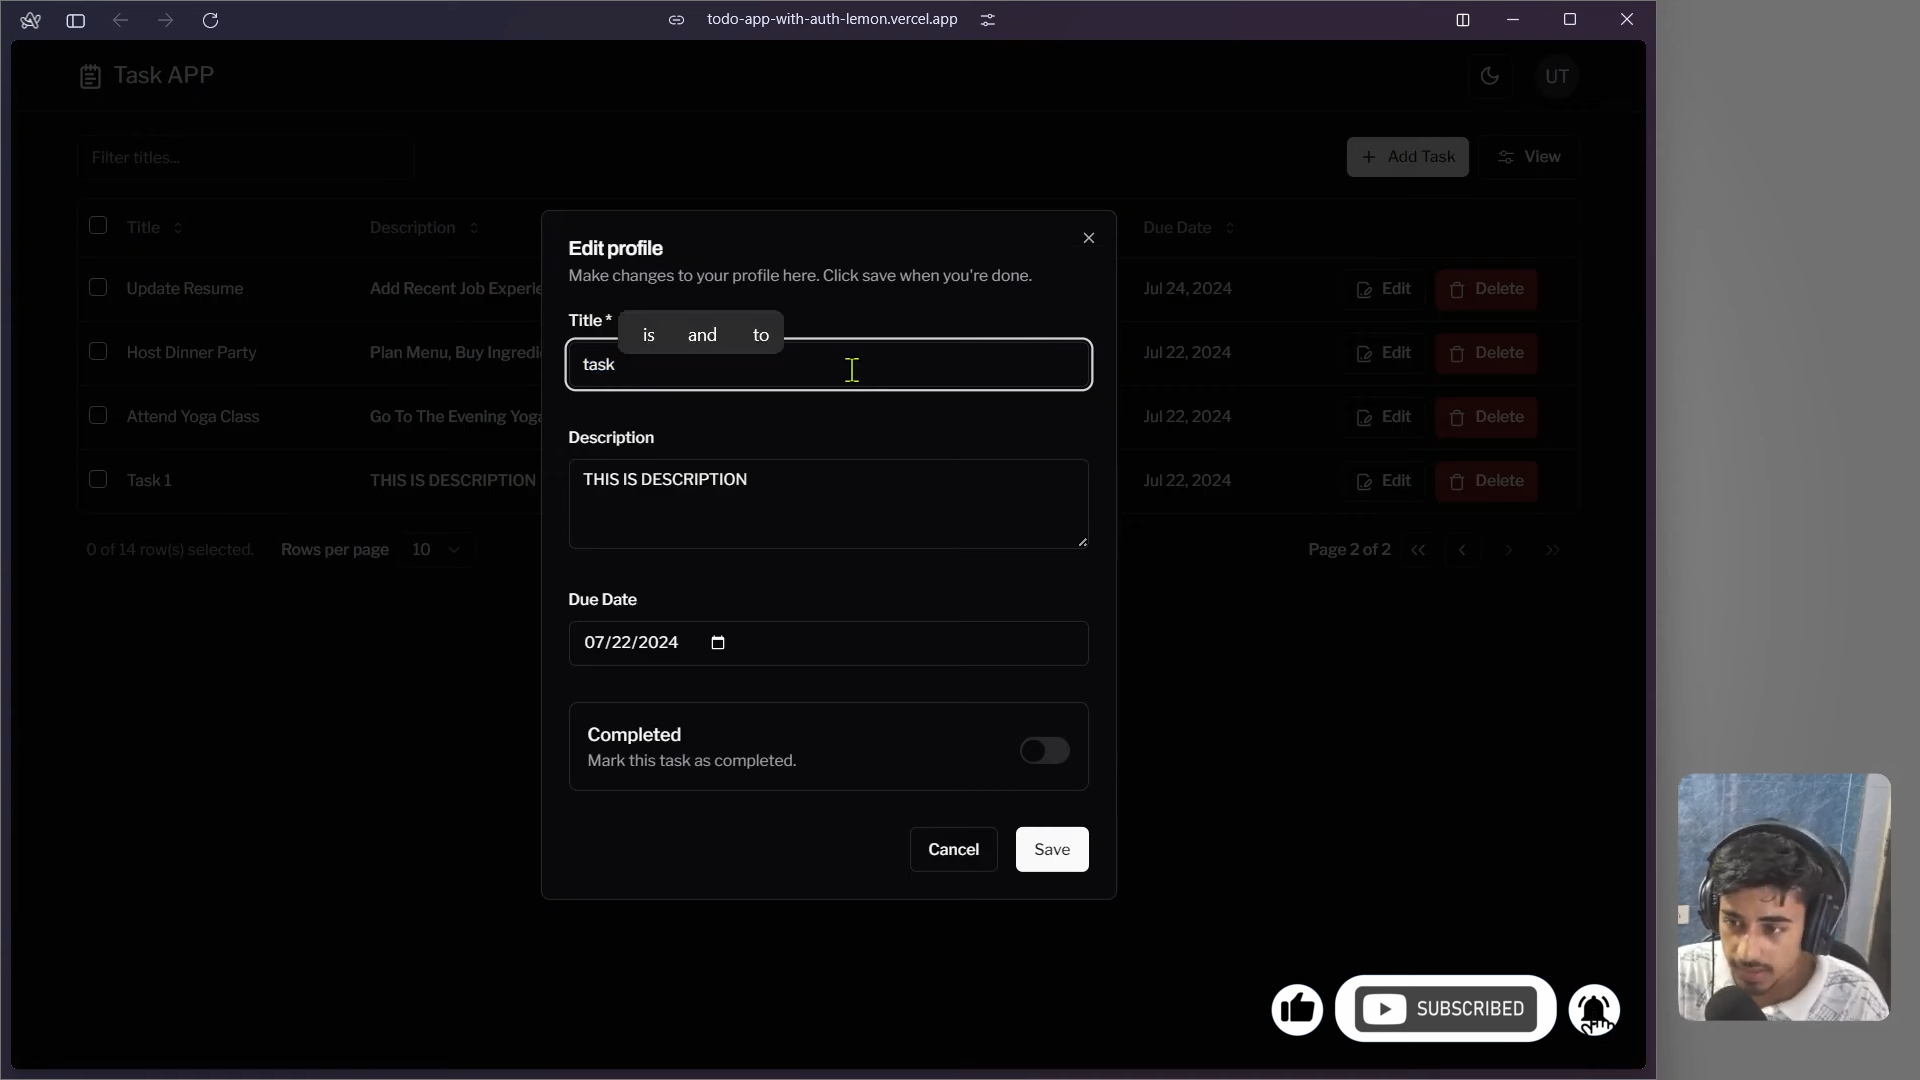 todo-app-with-auth-lemon.vercel.app
Task APP
UT
Filter titles...
+ Add Task
View
Title
Description
Due Date
Update Resume
Add Recent Job Experie
Jul 24, 2024
Edit
Delete
Host Dinner Party
Plan Menu, Buy Ingredi
Jul 22, 2024
Edit
Delete
Attend Yoga Class
Go To The Evening Yoga
Jul 22, 2024
Edit
Delete
Task 1
THIS IS DESCRIPTION
Jul 22, 2024
Edit
Delete
0 of 14 row(s) selected.
Rows per page
10
Page 2 of 2
Edit profile
Make changes to your profile here. Click save when you're done.
Title *
is and to
task
Description
THIS IS DESCRIPTION
Due Date
07/22/2024
Completed
Mark this task as completed.
Cancel
Save
SUBSCRIBED